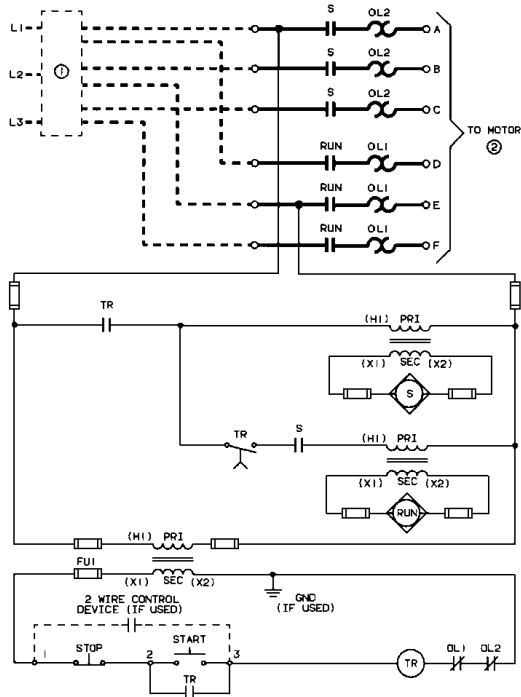 S OL2
L1 A
S OL2
L2 ① B
S OL2
C
L3
TO MOTOR
②
RUN OL1
D
RUN OL1
E
RUN OL1
F
TR (H1) PRI
(X1) SEC (X2)
S
TR S (H1) PRI
(X1) SEC (X2)
RUN
(H1) PRI
FU1
(X1) SEC (X2)
GND
(IF USED)
2 WIRE CONTROL
DEVICE (IF USED)
1 STOP 2 START 3 TR OL1 OL2
TR